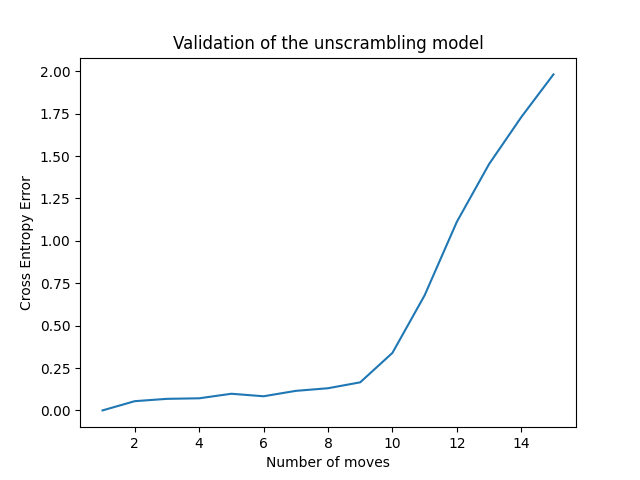 Validation of the unscrambling model
2.00
1.75
1.50
1.25
1.00
0.75
0.50
0.25
0.00
Cross Entropy Error
2 4 6 8 10 12 14
Number of moves